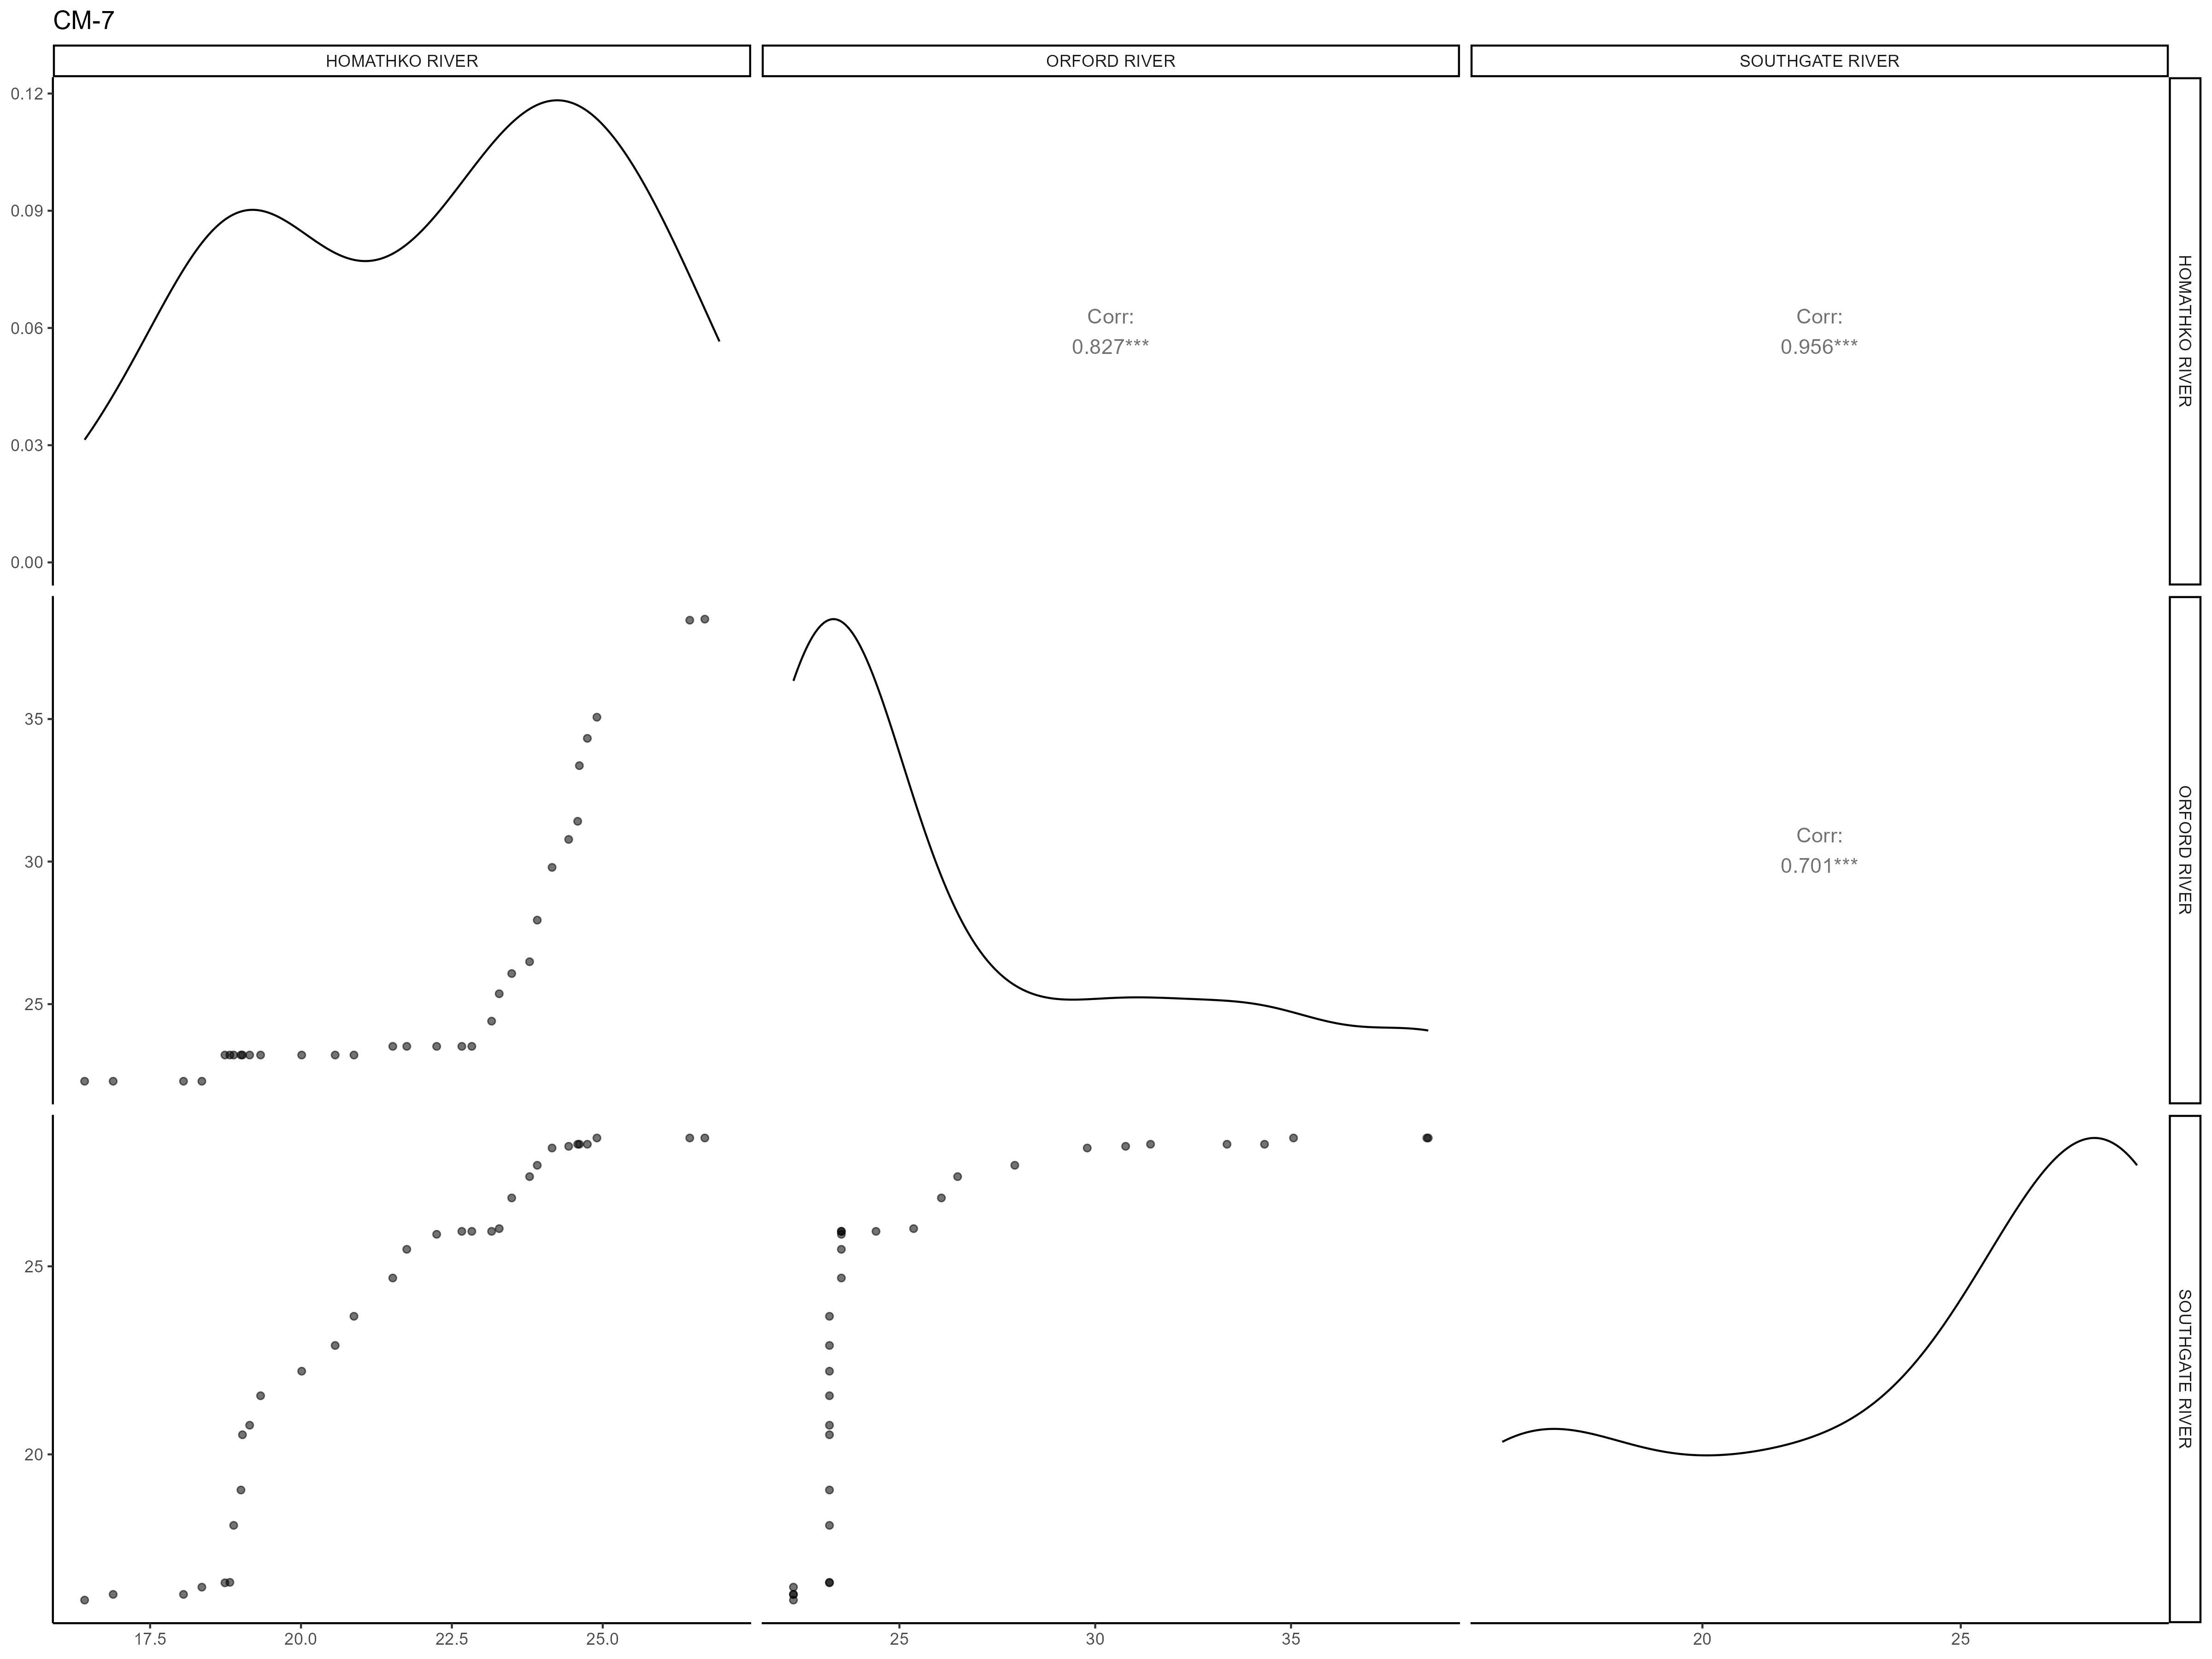 CM-7
HOMATHKO RIVER
ORFORD RIVER
SOUTHGATE RIVER
0.12
0.09
0.06
0.03
0.00
Corr:
0.827***
Corr:
0.956***
HOMATHKO RIVER
35
30
25
Corr:
0.701***
ORFORD RIVER
25
20
SOUTHGATE RIVER
17.5
20.0
22.5
25.0
25
30
35
20
25